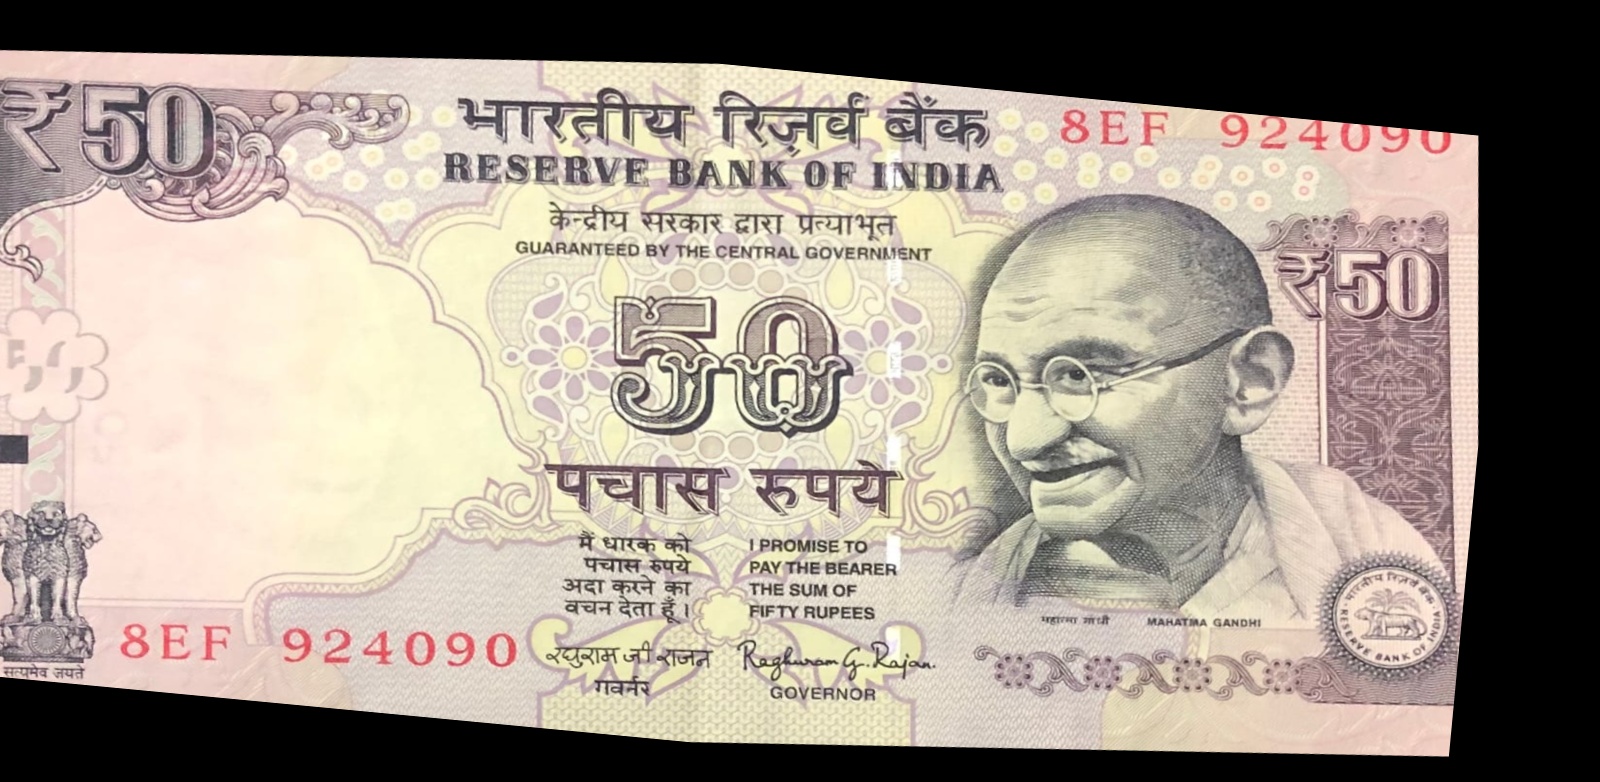 ₹50
भारतीय रिज़र्व बैंक
RESERVE BANK OF INDIA
8EF 924090
केन्द्रीय सरकार द्वारा प्रत्याभूत
GUARANTEED BY THE CENTRAL GOVERNMENT
₹50
50
पचास रुपये
मैं धारक को
पचास रुपये
अदा करने का
वचन देता हूँ।
I PROMISE TO
PAY THE BEARER
THE SUM OF
FIFTY RUPEES
रघुराम जी राजन
गवर्नर
Raghuram G. Rajan.
GOVERNOR
8EF 924090
सत्यमेव जयते
महात्मा गांधी MAHATMA GANDHI
भारतीय रिज़र्व बैंक
RESERVE BANK OF INDIA